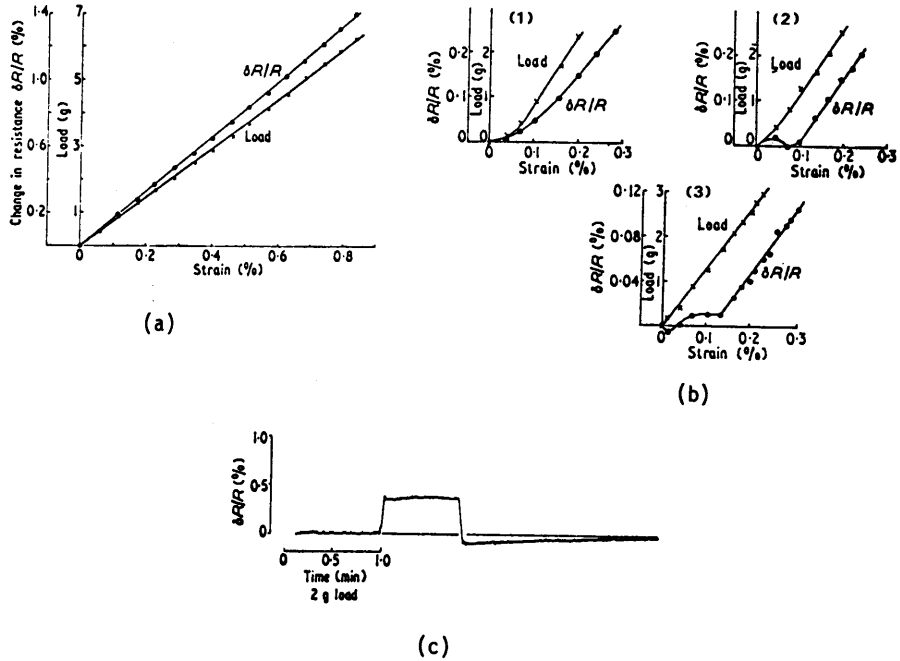 1·4
1·0
0·6
0·2
Change in resistance δR/R (%)
7
5
3
1
Load (g)
δR/R
Load
0
0·2
0·4
0·6
0·8
Strain (%)
(a)
(1)
0·2
0·1
0
δR/R (%)
2
1
0
Load (g)
Load
δR/R
0
0·1
0·2
0·3
Strain (%)
(2)
0·2
0·1
0
δR/R (%)
2
1
0
Load (g)
Load
δR/R
0
0·1
0·2
0·3
Strain (%)
(3)
0·12
0·08
0·04
δR/R (%)
3
2
1
Load (g)
Load
δR/R
0
0·1
0·2
0·3
Strain (%)
(b)
1·0
0·5
0
δR/R (%)
0
0·5
1·0
Time (min)
2 g load
(c)